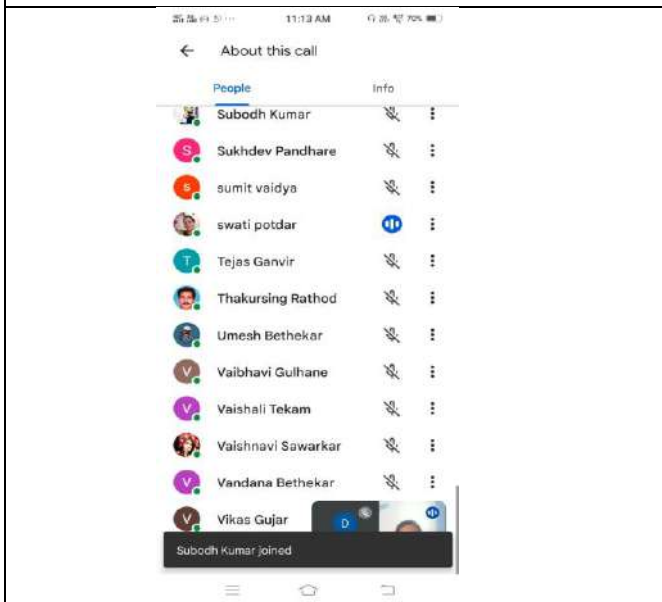 11:13 AM
70%
About this call
People
Info
Subodh Kumar
S
Sukhdev Pandhare
s
sumit vaidya
swati potdar
T
Tejas Ganvir
Thakursing Rathod
Umesh Bethekar
V
Vaibhavi Gulhane
V
Vaishali Tekam
Vaishnavi Sawarkar
V
Vandana Bethekar
V
Vikas Gujar
D
Subodh Kumar joined